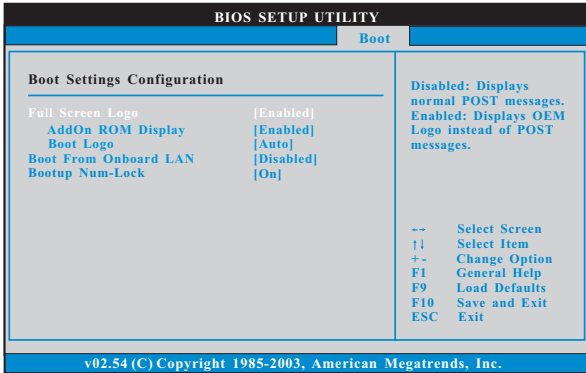 BIOS SETUP UTILITY
Boot
Boot Settings Configuration
Full Screen Logo [Enabled]
AddOn ROM Display [Enabled]
Boot Logo [Auto]
Boot From Onboard LAN [Disabled]
Bootup Num-Lock [On]
Disabled: Displays
normal POST messages.
Enabled: Displays OEM
Logo instead of POST
messages.
←→ Select Screen
↑↓ Select Item
+- Change Option
F1 General Help
F9 Load Defaults
F10 Save and Exit
ESC Exit
v02.54 (C) Copyright 1985-2003, American Megatrends, Inc.